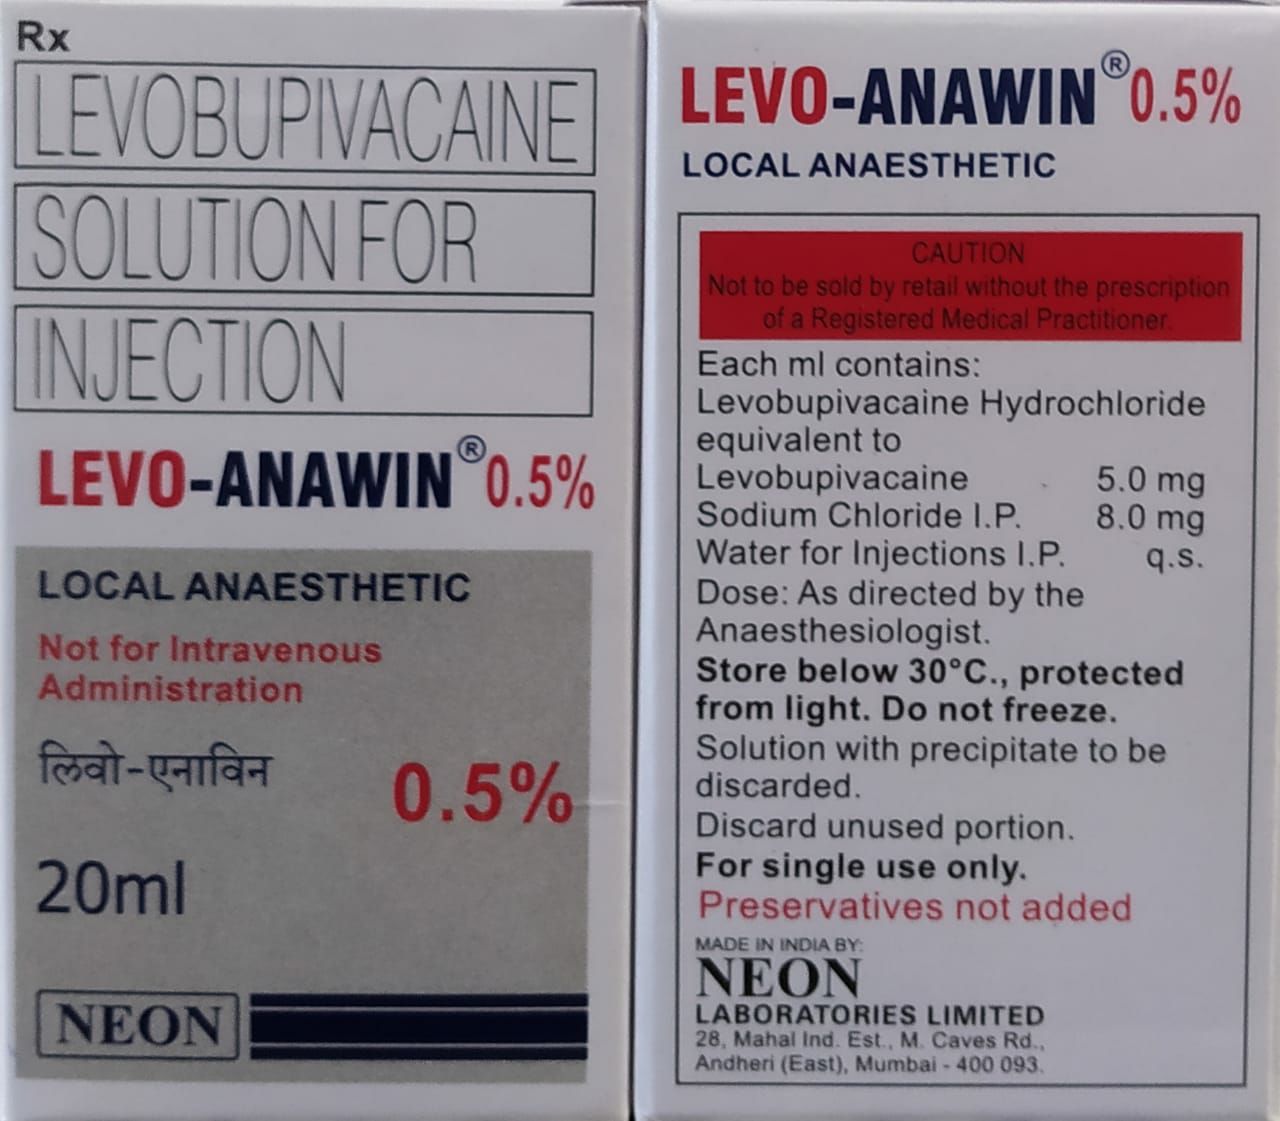 Rx
LEVOBUPIVACAINE
SOLUTION FOR
INJECTION
LEVO-ANAWIN® 0.5%
LOCAL ANAESTHETIC
Not for Intravenous
Administration
लिवो-एनाविन
0.5%
20ml
NEON
LEVO-ANAWIN® 0.5%
LOCAL ANAESTHETIC
CAUTION
Not to be sold by retail without the prescription
of a Registered Medical Practitioner.
Each ml contains:
Levobupivacaine Hydrochloride
equivalent to
Levobupivacaine 5.0 mg
Sodium Chloride I.P. 8.0 mg
Water for Injections I.P. q.s.
Dose: As directed by the
Anaesthesiologist.
Store below 30°C., protected
from light. Do not freeze.
Solution with precipitate to be
discarded.
Discard unused portion.
For single use only.
Preservatives not added
MADE IN INDIA BY:
NEON
LABORATORIES LIMITED
28, Mahal Ind. Est., M. Caves Rd.,
Andheri (East), Mumbai - 400 093.